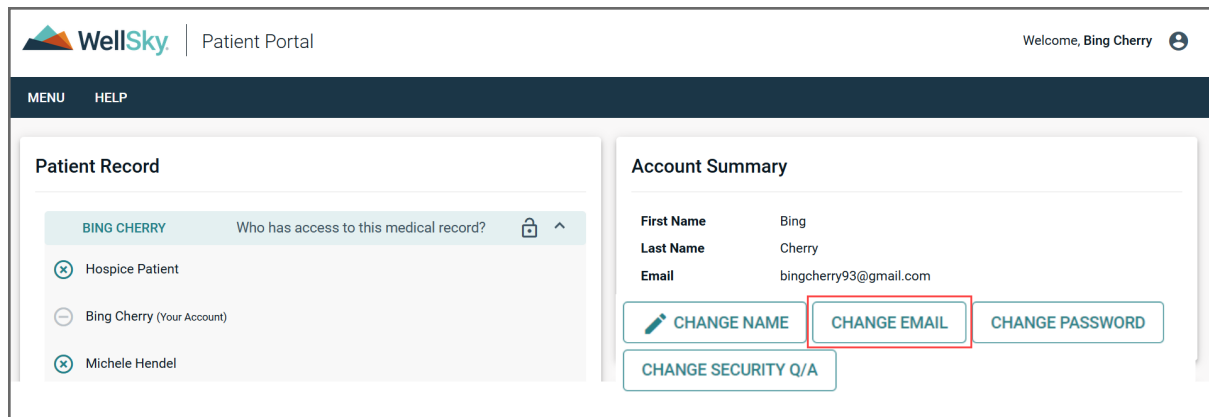 WellSky. Patient Portal
Welcome, Bing Cherry
MENU HELP
Patient Record
BING CHERRY Who has access to this medical record?
Hospice Patient
Bing Cherry (Your Account)
Michele Hendel
Account Summary
First Name Bing
Last Name Cherry
Email bingcherry93@gmail.com
CHANGE NAME CHANGE EMAIL CHANGE PASSWORD
CHANGE SECURITY Q/A